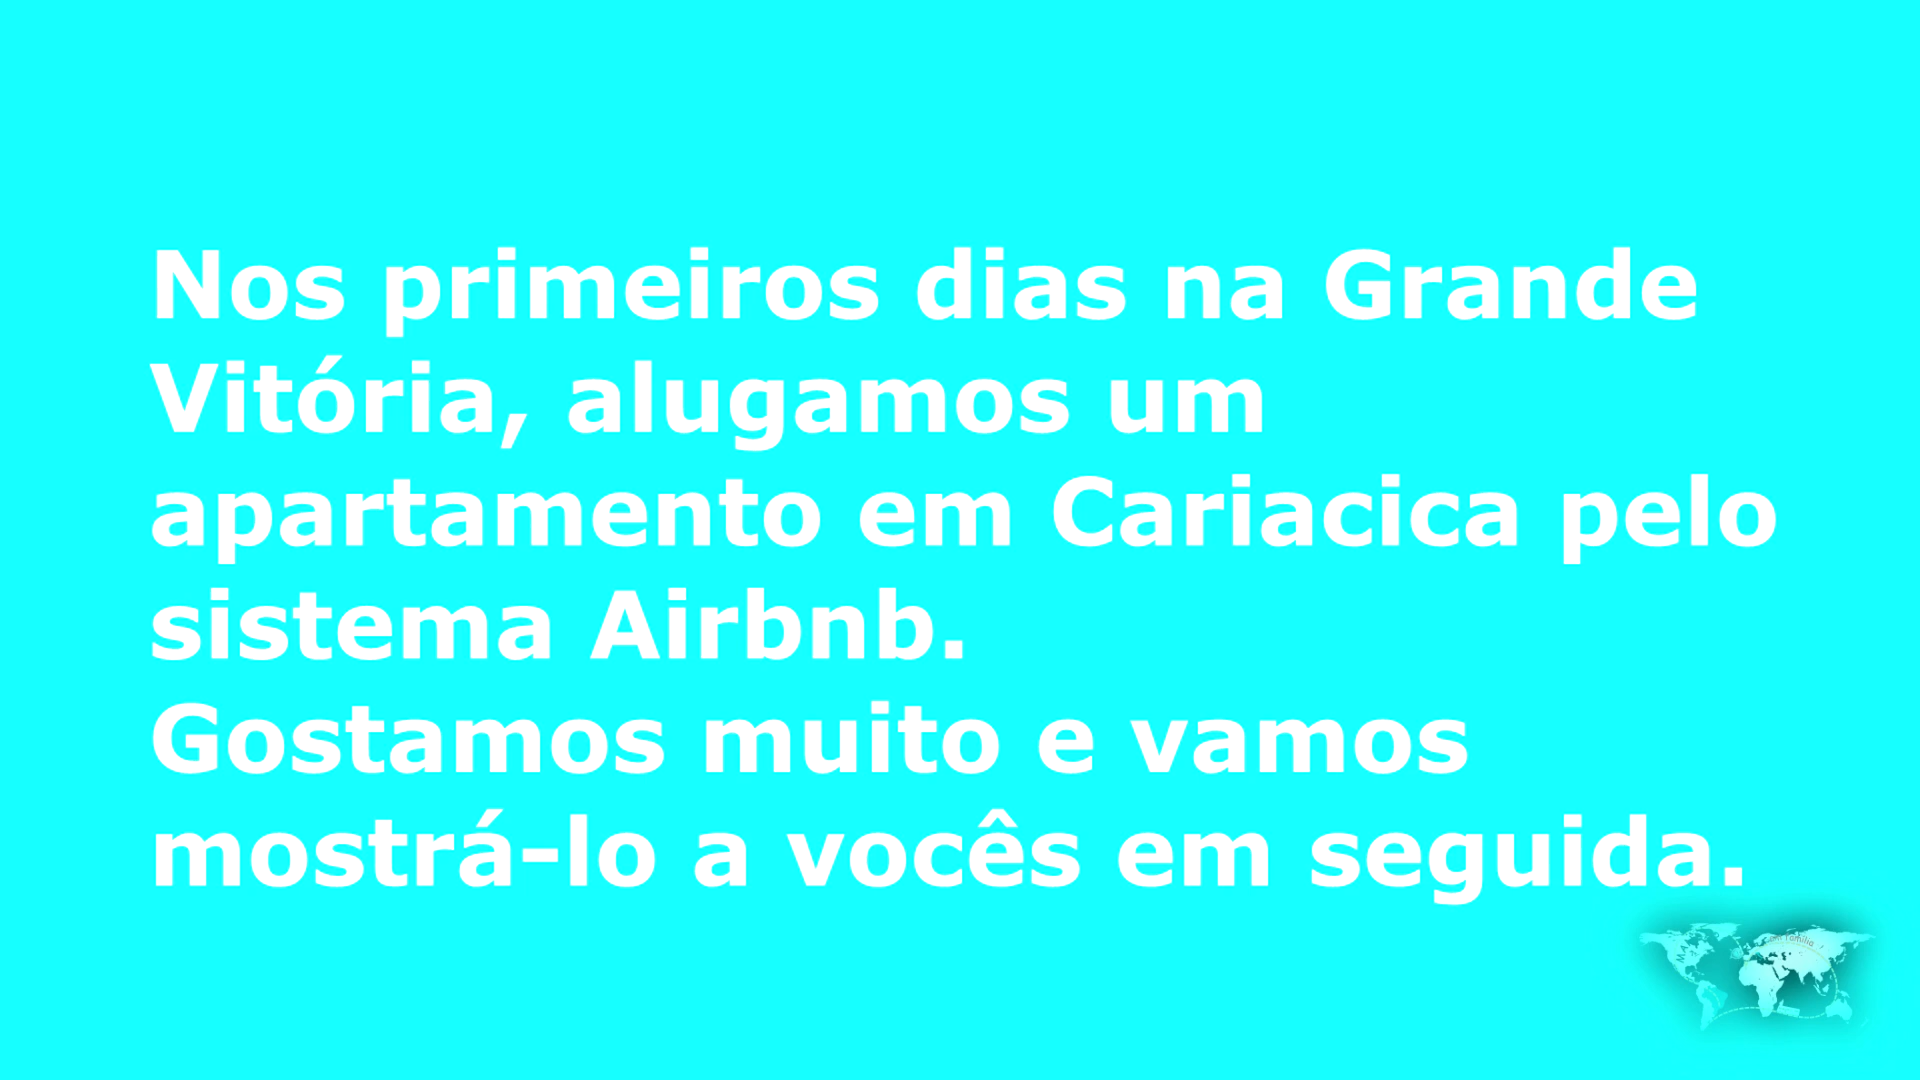 Nos primeiros dias na Grande
Vitória, alugamos um
apartamento em Cariacica pelo
sistema Airbnb.
Gostamos muito e vamos
mostrá-lo a vocês em seguida.